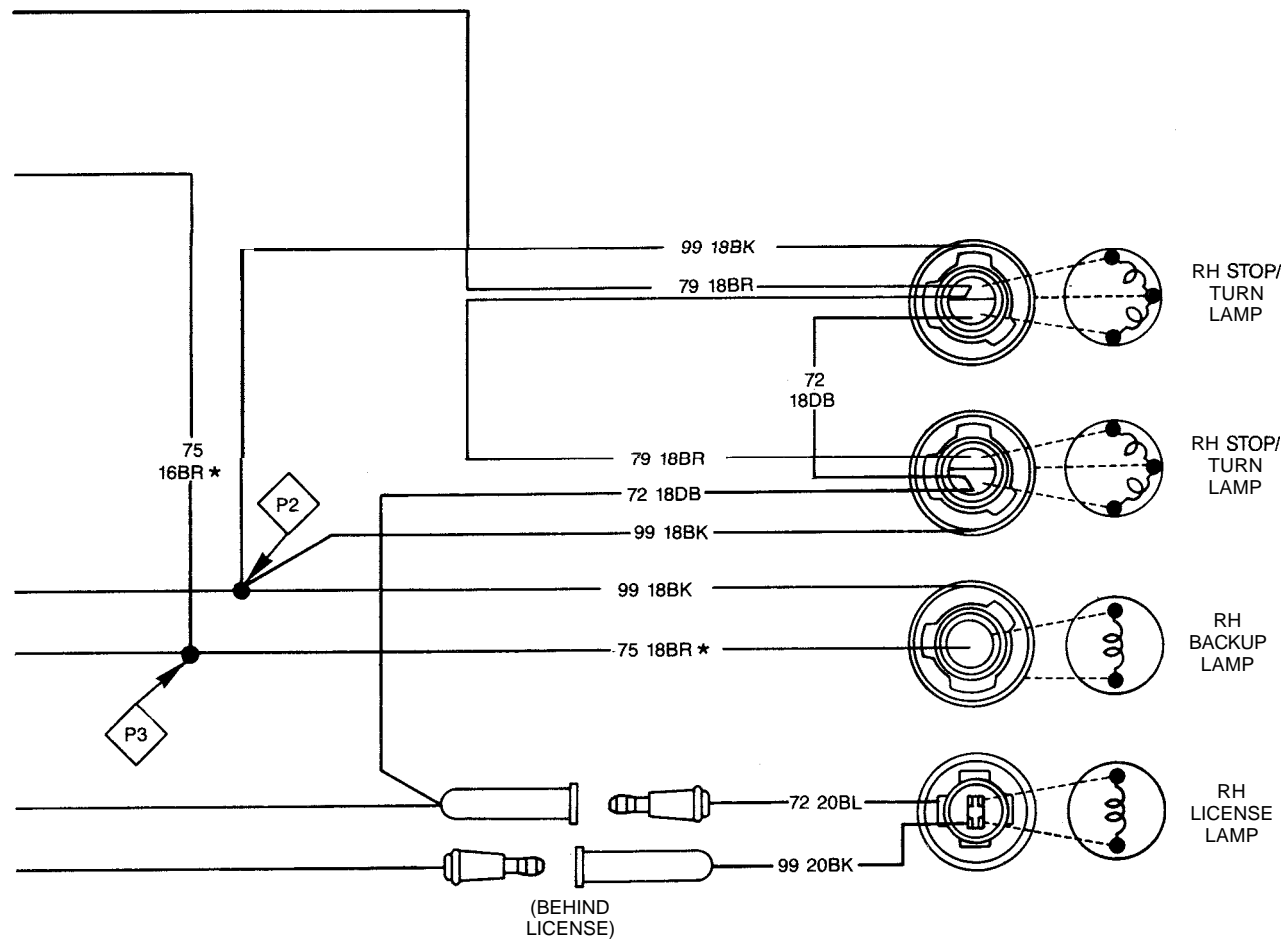 99 18BK
79 18BR
RH STOP/
TURN
LAMP
72
18DB
75
16BR ★
P2
79 18BR
72 18DB
99 18BK
RH STOP/
TURN
LAMP
99 18BK
75 18BR ★
RH
BACKUP
LAMP
P3
72 20BL
99 20BK
RH
LICENSE
LAMP
(BEHIND
LICENSE)